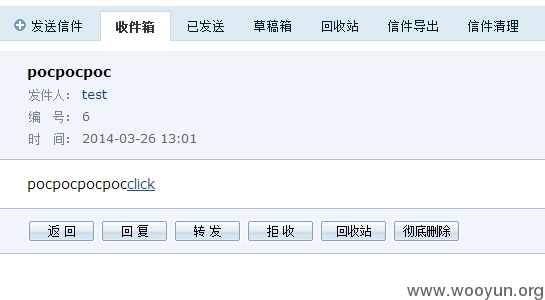 发送信件 收件箱 已发送 草稿箱 回收站 信件导出 信件清理
pocpocpoc
发件人： test
编 号： 6
时 间： 2014-03-26 13:01
pocpocpocpocclick
返 回 回 复 转 发 拒 收 回收站 彻底删除
www.wooyun.org